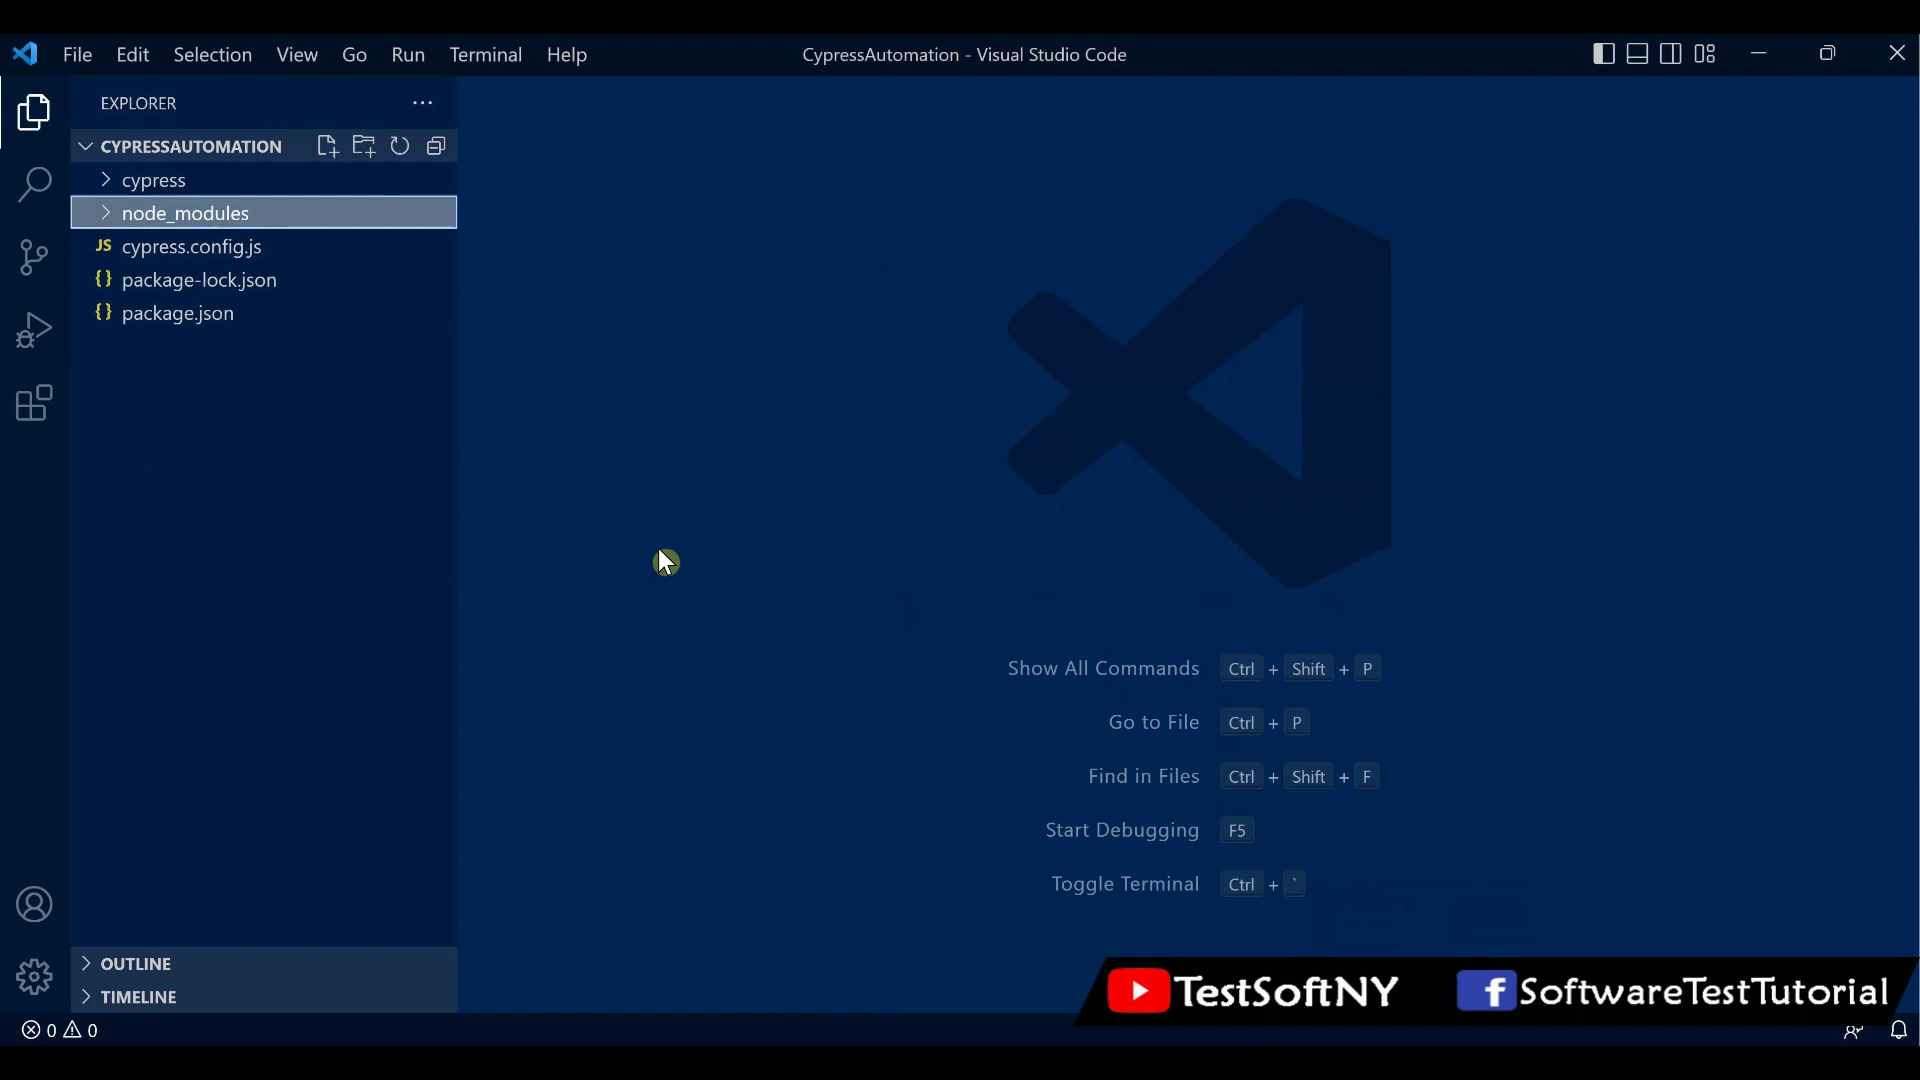 File Edit Selection View Go Run Terminal Help
CypressAutomation - Visual Studio Code
EXPLORER
CYPRESSAUTOMATION
cypress
node_modules
JS cypress.config.js
{} package-lock.json
{} package.json
Show All Commands Ctrl + Shift + P
Go to File Ctrl + P
Find in Files Ctrl + Shift + F
Start Debugging F5
Toggle Terminal Ctrl + `
OUTLINE
TIMELINE
TestSoftNY
f SoftwareTestTutorial
0 0